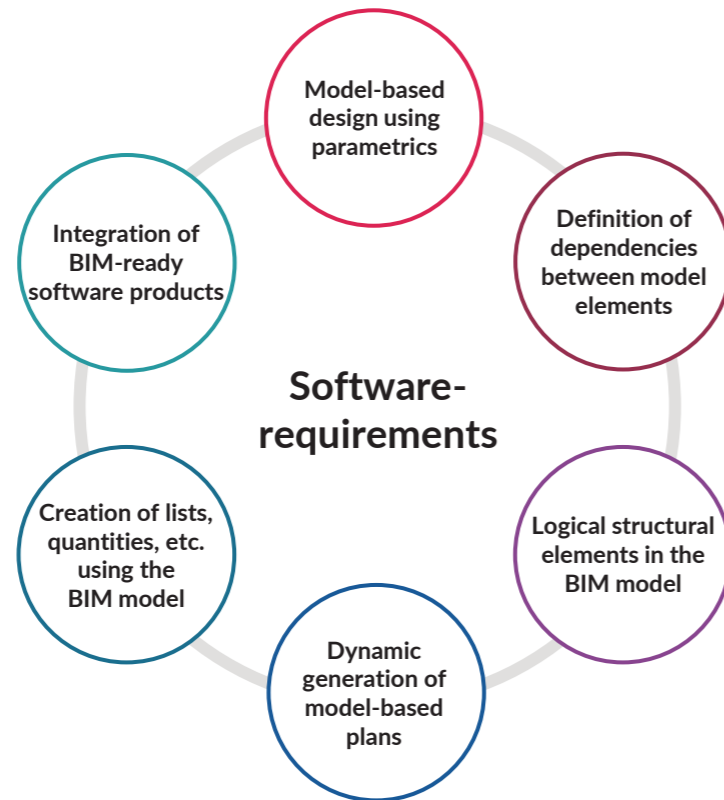 Model-based
design using
parametrics
Definition of
dependencies
between model
elements
Logical structural
elements in the
BIM model
Dynamic
generation of
model-based
plans
Creation of lists,
quantities, etc.
using the
BIM model
Integration of
BIM-ready
software products
Software-
requirements